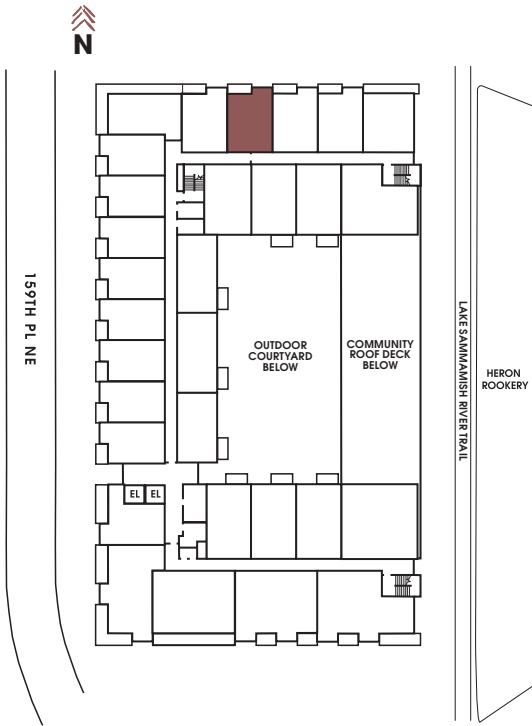 N
159TH PL NE
OUTDOOR
COURTYARD
BELOW
COMMUNITY
ROOF DECK
BELOW
LAKE SAMMAMISH RIVER TRAIL
HERON
ROOKERY
EL
EL